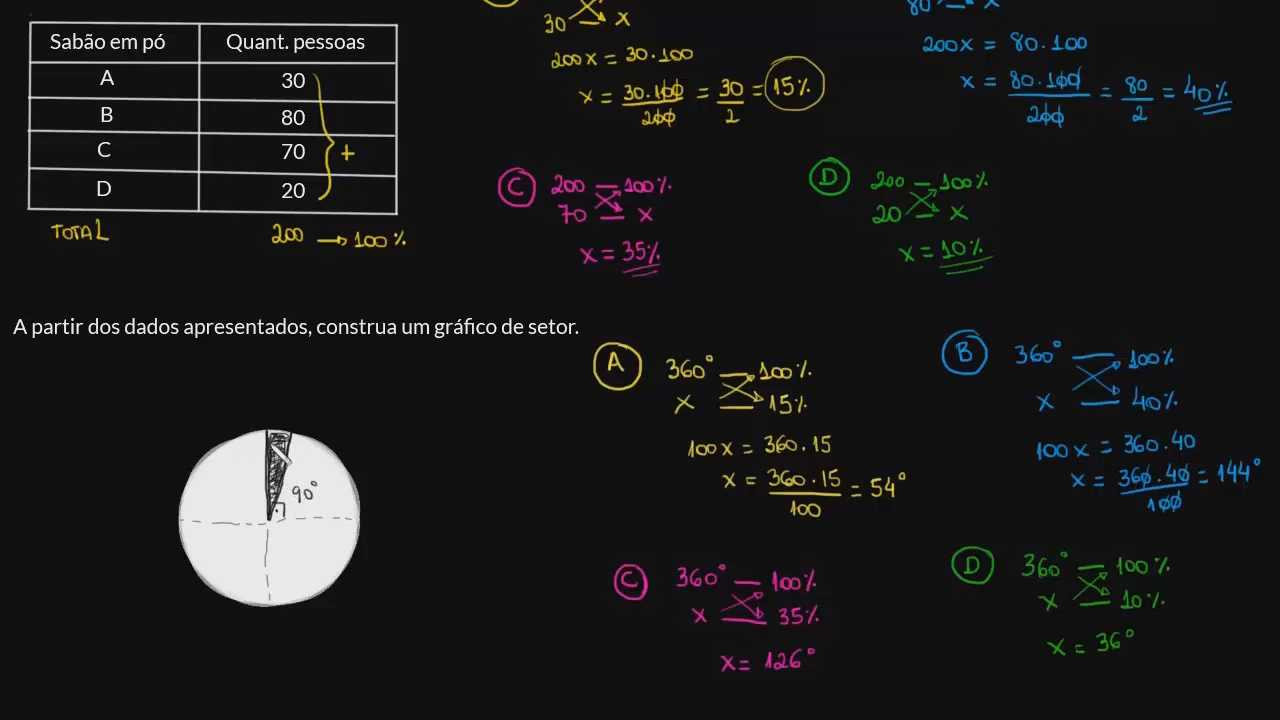 Sabão em pó Quant. pessoas
A 30
B 80
C 70
D 20
+
TOTAL 200 → 100%
30 — x
200x = 30.100
x = 30.100/200 = 30/2 = 15%
80 — x
200x = 80.100
x = 80.100/200 = 80/2 = 40%
C 200 — 100%
70 — x
x = 35%
D 200 — 100%
20 — x
x = 10%
A partir dos dados apresentados, construa um gráfico de setor.
90°
A 360° — 100%
x — 15%
100x = 360.15
x = 360.15/100 = 54°
B 360° — 100%
x — 40%
100x = 360.40
x = 360.40/100 = 144°
C 360° — 100%
x — 35%
x = 126°
D 360° — 100%
x — 10%
x = 36°